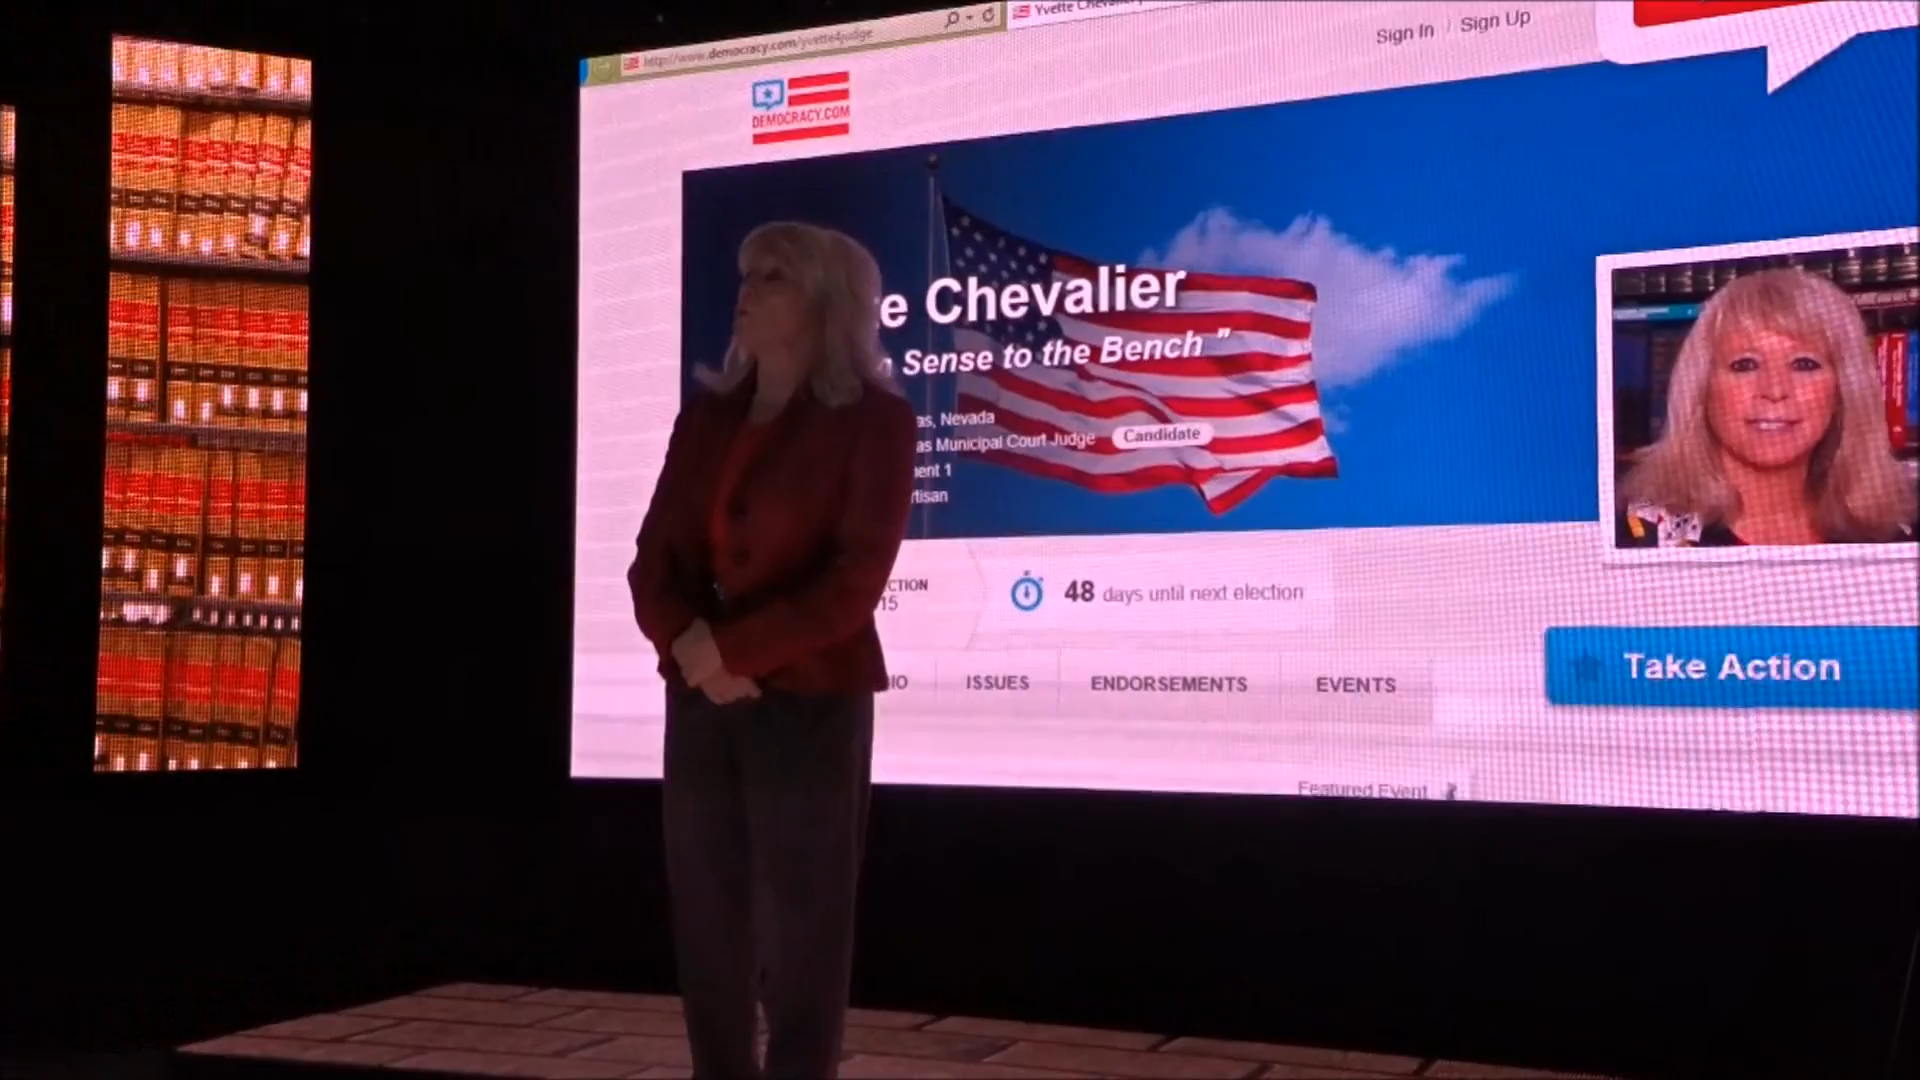 http://www.democracy.com/yvette4judge
Yvette Chevalier
Sign In / Sign Up
DEMOCRACY.COM
e Chevalier
n Sense to the Bench "
as, Nevada
as Municipal Court Judge Candidate
ent 1
rtisan
CTION
15
48 days until next election
IO ISSUES ENDORSEMENTS EVENTS
Take Action
Featured Event